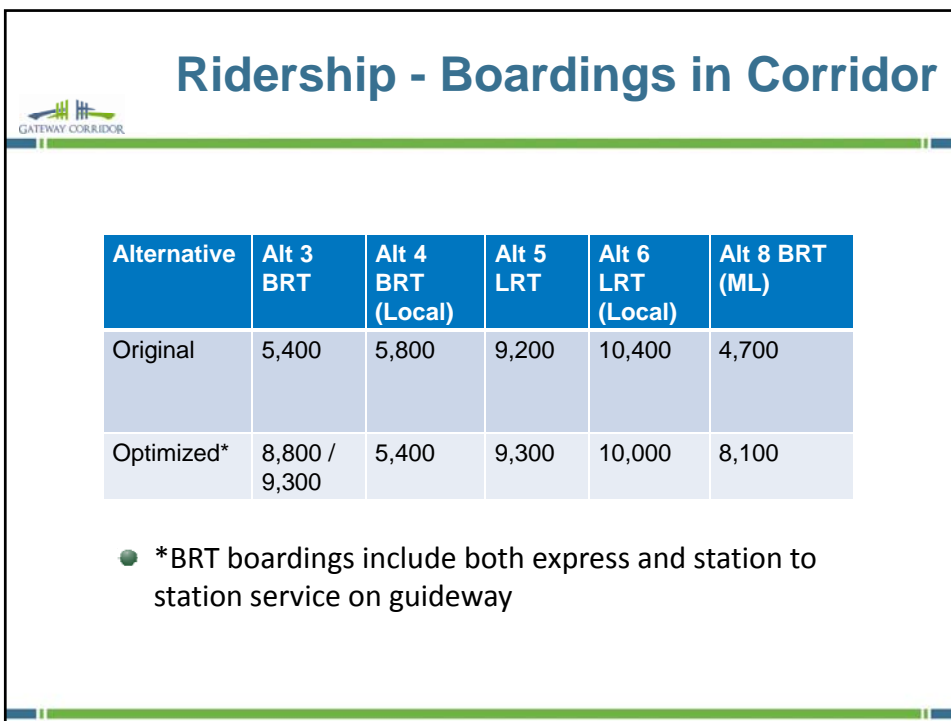 Ridership - Boardings in Corridor
GATEWAY CORRIDOR
Alternative Alt 3 Alt 4 Alt 5 Alt 6 Alt 8 BRT
BRT BRT LRT LRT (ML)
(Local) (Local)
Original 5,400 5,800 9,200 10,400 4,700
Optimized* 8,800 / 5,400 9,300 10,000 8,100
9,300
*BRT boardings include both express and station to
station service on guideway